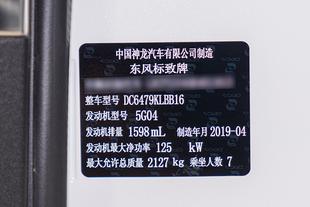 中国神龙汽车有限公司制造
东风标致牌
整车型号 DC6479KLBB16
发动机型号 5G04
发动机排量 1598 mL 制造年月 2019-04
发动机最大净功率 125 kW
最大允许总质量 2127 kg 乘坐人数 7